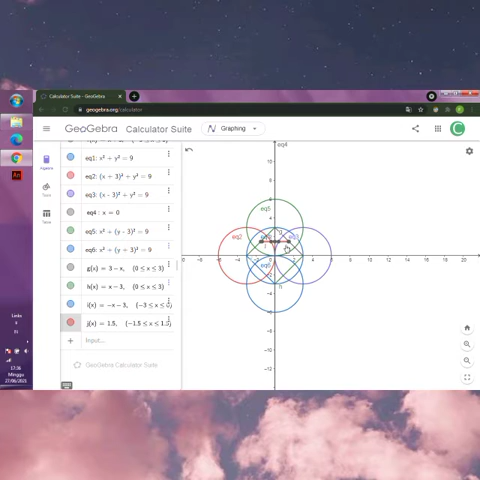 Calculator Suite - GeoGebra
geogebra.org/calculator
GeoGebra Calculator Suite
Graphing
Algebra
Tools
Table
eq1: x² + y² = 9
eq2: (x + 3)² + y² = 9
eq3: (x - 3)² + y² = 9
eq4 : x = 0
eq5: x² + (y - 3)² = 9
eq6: x² + (y + 3)² = 9
g(x) = 3 - x, (0 ≤ x ≤ 3)
h(x) = x - 3, (0 ≤ x ≤ 3)
i(x) = -x - 3, (-3 ≤ x ≤ 0)
j(x) = 1.5, (-1.5 ≤ x ≤ 1.5)
Input...
GeoGebra Calculator Suite
eq4
10
8
6
eq5
4
eq2
eq3
-8
-6
-4
-2
0
2
4
6
8
10
12
14
16
18
20
eq6
-2
h
-4
-6
-8
-10
-12
Links
17:36
Minggu
27/06/2021